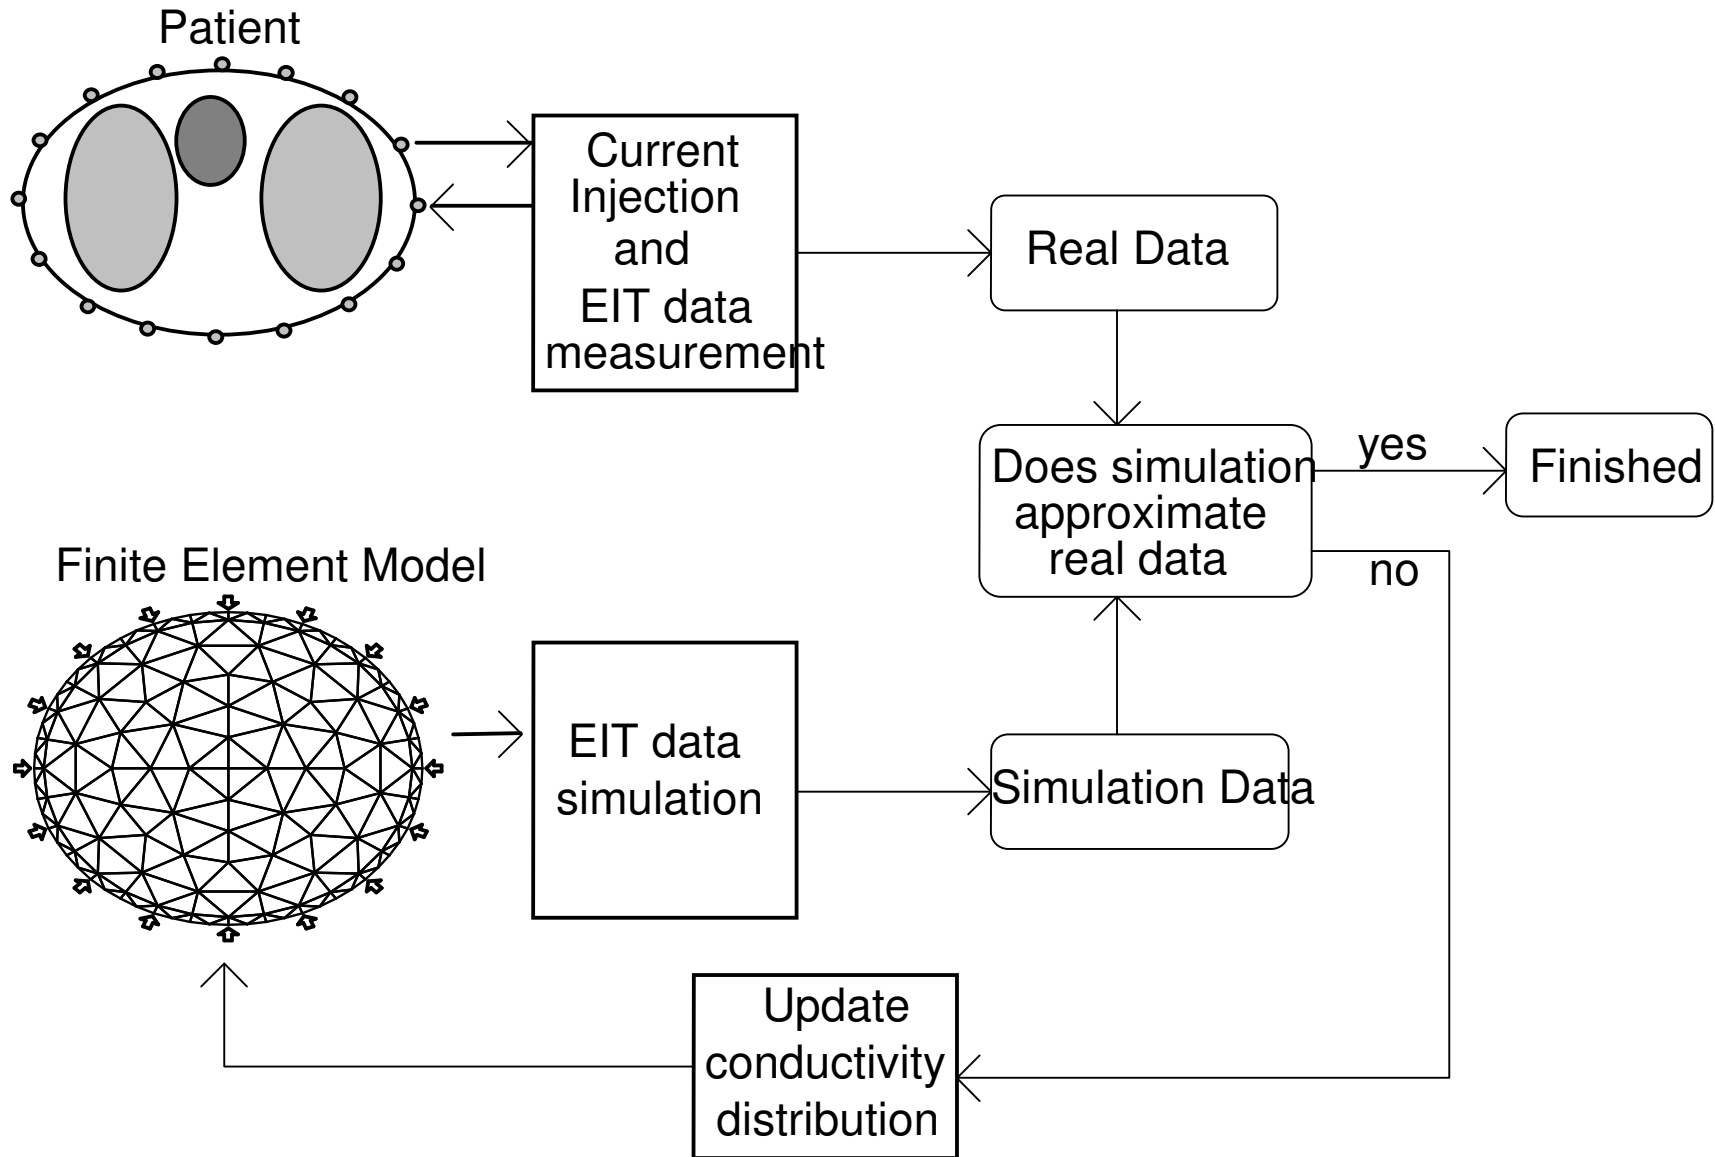 Patient
Current
Injection
and
EIT data
measurement
Real Data
Does simulation
approximate
real data
yes
Finished
no
Finite Element Model
EIT data
simulation
Simulation Data
Update
conductivity
distribution